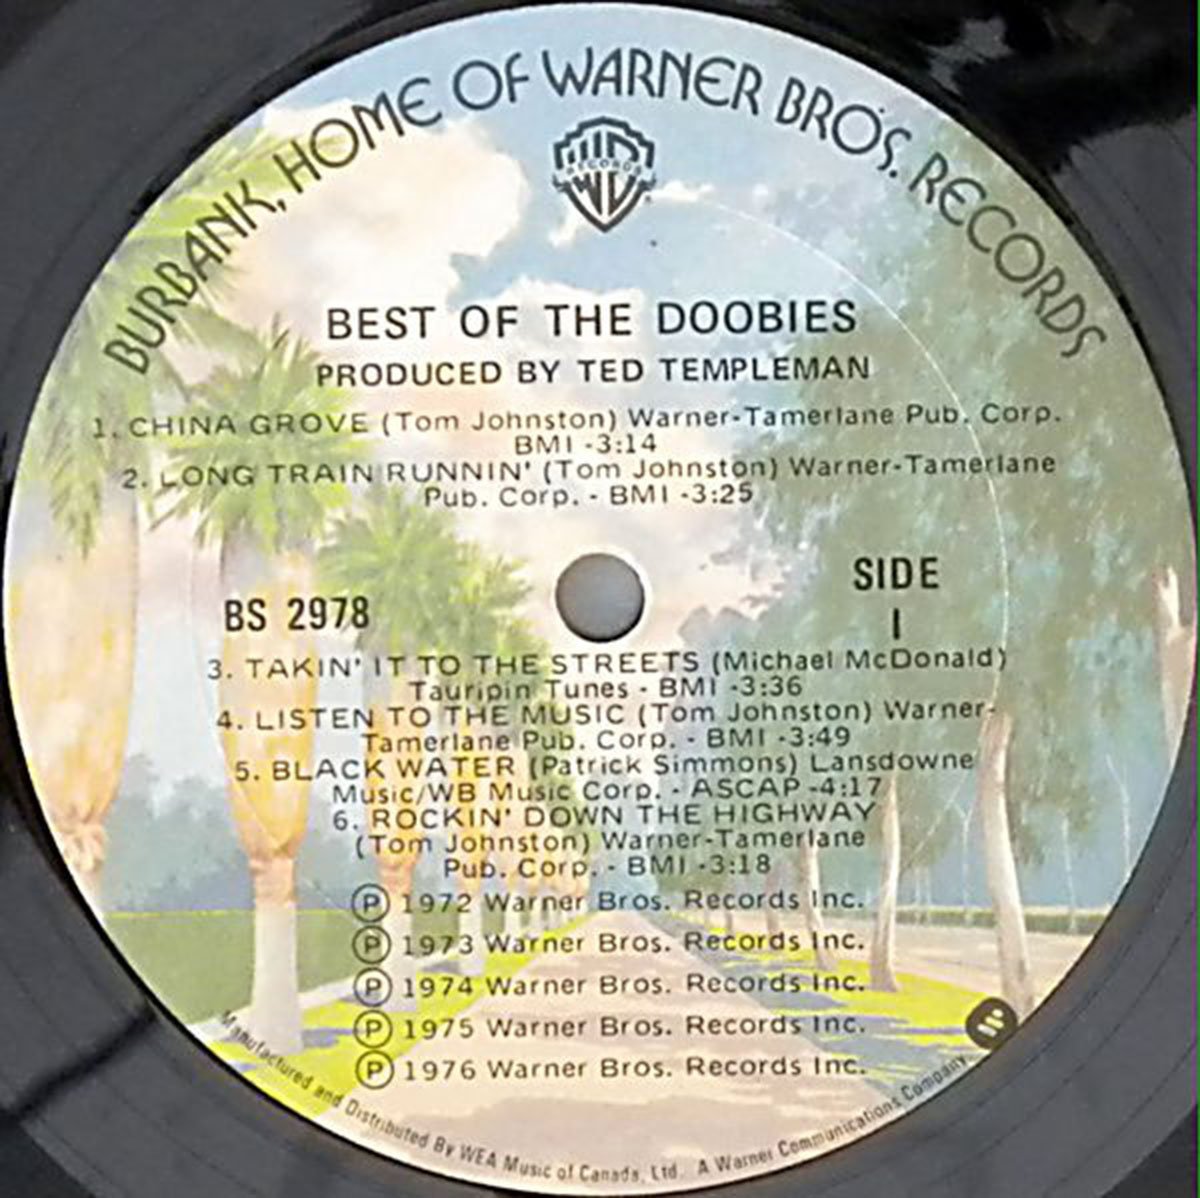 BURBANK, HOME OF WARNER BROS. RECORDS
WB
RECORDS
BEST OF THE DOOBIES
PRODUCED BY TED TEMPLEMAN
1. CHINA GROVE (Tom Johnston) Warner-Tamerlane Pub. Corp.
BMI -3:14
2. LONG TRAIN RUNNIN' (Tom Johnston) Warner-Tamerlane
Pub. Corp. - BMI -3:25
SIDE
1
BS 2978
3. TAKIN' IT TO THE STREETS (Michael McDonald)
Tauripin Tunes - BMI -3:36
4. LISTEN TO THE MUSIC (Tom Johnston) Warner-
Tamerlane Pub. Corp. - BMI -3:49
5. BLACK WATER (Patrick Simmons) Lansdowne
Music/WB Music Corp. - ASCAP -4:17
6. ROCKIN' DOWN THE HIGHWAY
(Tom Johnston) Warner-Tamerlane
Pub. Corp. - BMI -3:18
Ⓟ 1972 Warner Bros. Records Inc.
Ⓟ 1973 Warner Bros. Records Inc.
Ⓟ 1974 Warner Bros. Records Inc.
Ⓟ 1975 Warner Bros. Records Inc.
Ⓟ 1976 Warner Bros. Records Inc.
Manufactured and Distributed By WEA Music of Canada, Ltd. A Warner Communications Company